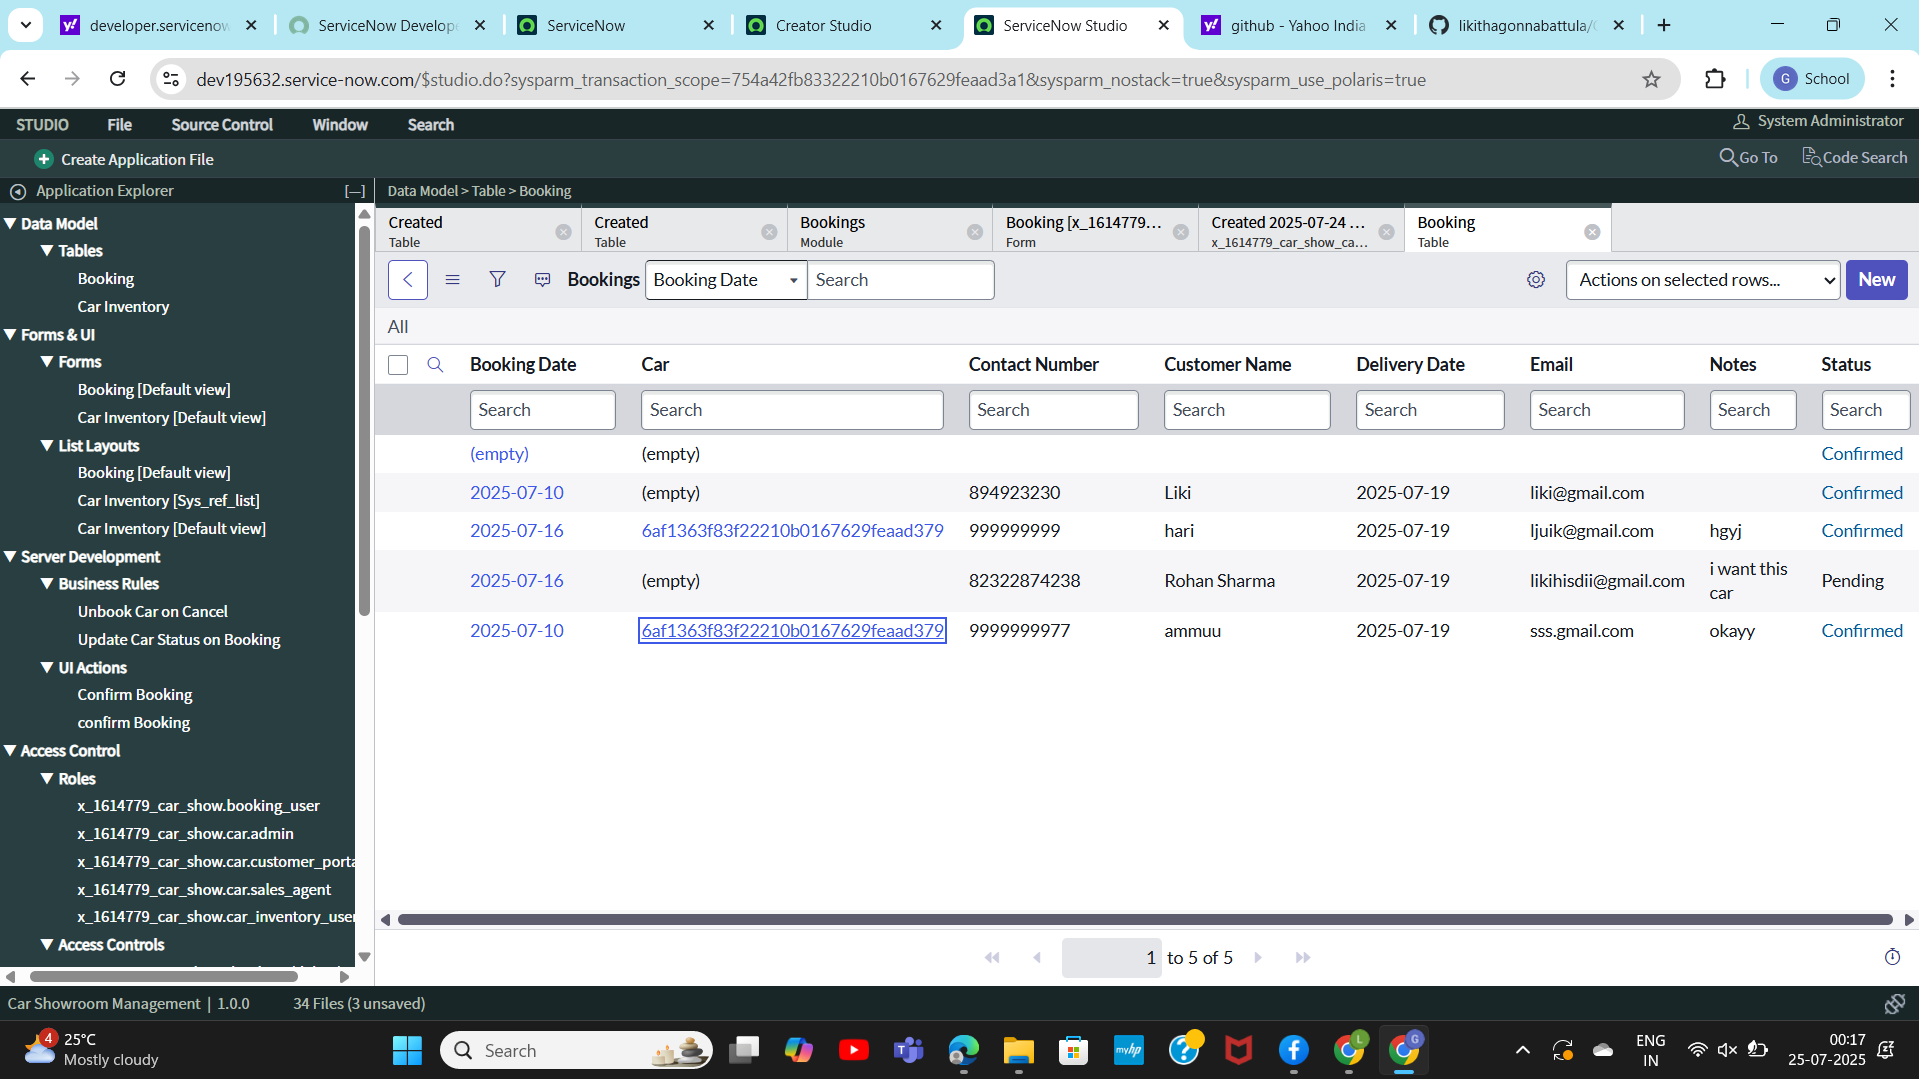 developer.servicenow
ServiceNow Develope
ServiceNow
Creator Studio
ServiceNow Studio
github - Yahoo India
likithagonnabattula/
dev195632.service-now.com/$studio.do?sysparm_transaction_scope=754a42fb83322210b0167629feaad3a1&sysparm_nostack=true&sysparm_use_polaris=true
G School
STUDIO File Source Control Window Search
System Administrator
Create Application File
Go To Code Search
Application Explorer [—]
Data Model > Table > Booking
Data Model
Tables
Booking
Car Inventory
Forms & UI
Forms
Booking [Default view]
Car Inventory [Default view]
List Layouts
Booking [Default view]
Car Inventory [Sys_ref_list]
Car Inventory [Default view]
Server Development
Business Rules
Unbook Car on Cancel
Update Car Status on Booking
UI Actions
Confirm Booking
confirm Booking
Access Control
Roles
x_1614779_car_show.booking_user
x_1614779_car_show.car.admin
x_1614779_car_show.car.customer_porta
x_1614779_car_show.car.sales_agent
x_1614779_car_show.car_inventory_user
Access Controls
Created
Table
Created
Table
Bookings
Module
Booking [x_1614779...
Form
Created 2025-07-24 ...
x_1614779_car_show_ca...
Booking
Table
Bookings Booking Date Search
Actions on selected rows... New
All
Booking Date Car Contact Number Customer Name Delivery Date Email Notes Status
Search Search Search Search Search Search Search Search
(empty) (empty) Confirmed
2025-07-10 (empty) 894923230 Liki 2025-07-19 liki@gmail.com Confirmed
2025-07-16 6af1363f83f22210b0167629feaad379 999999999 hari 2025-07-19 ljuik@gmail.com hgyj Confirmed
2025-07-16 (empty) 82322874238 Rohan Sharma 2025-07-19 likihisdii@gmail.com i want this
car Pending
2025-07-10 6af1363f83f22210b0167629feaad379 9999999977 ammuu 2025-07-19 sss.gmail.com okayy Confirmed
1 to 5 of 5
Car Showroom Management | 1.0.0 34 Files (3 unsaved)
4
25°C
Mostly cloudy
Search
myhp
L
G
ENG
IN
00:17
25-07-2025